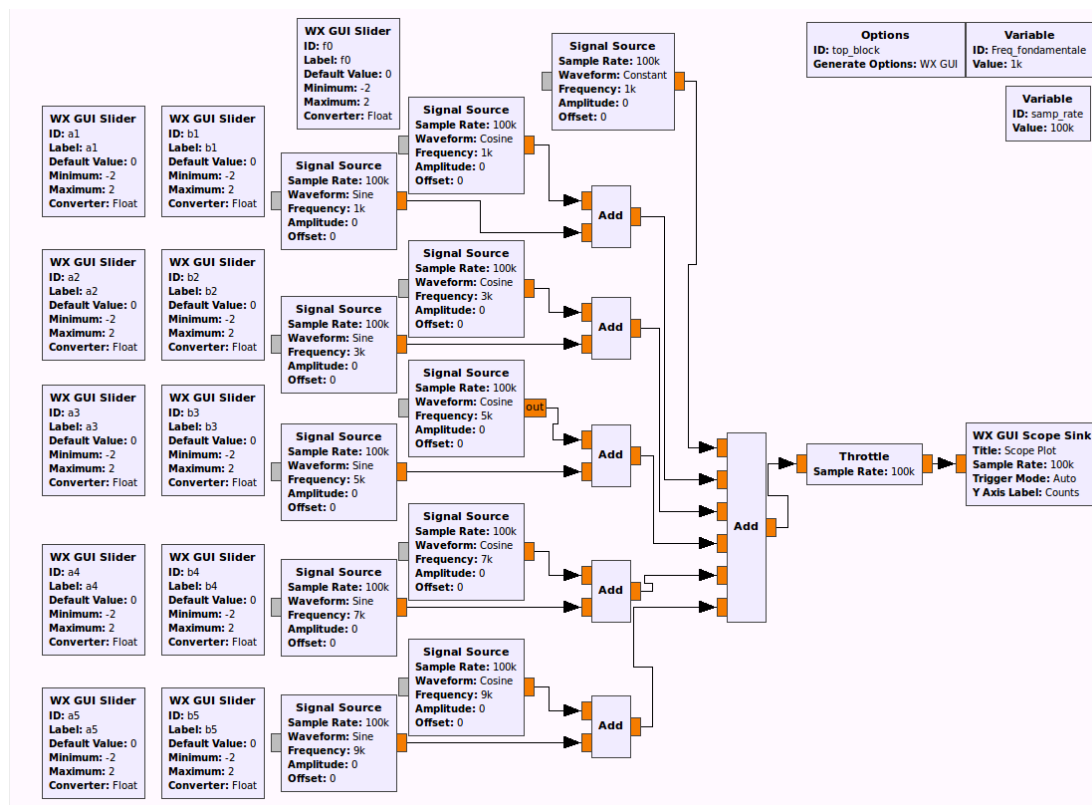 WX GUI Slider
ID: f0
Label: f0
Default Value: 0
Minimum: -2
Maximum: 2
Converter: Float
Signal Source
Sample Rate: 100k
Waveform: Constant
Frequency: 1k
Amplitude: 0
Offset: 0
Options
ID: top_block
Generate Options: WX GUI
Variable
ID: Freq_fondamentale
Value: 1k
Variable
ID: samp_rate
Value: 100k
WX GUI Slider
ID: a1
Label: a1
Default Value: 0
Minimum: -2
Maximum: 2
Converter: Float
WX GUI Slider
ID: b1
Label: b1
Default Value: 0
Minimum: -2
Maximum: 2
Converter: Float
Signal Source
Sample Rate: 100k
Waveform: Sine
Frequency: 1k
Amplitude: 0
Offset: 0
Signal Source
Sample Rate: 100k
Waveform: Cosine
Frequency: 1k
Amplitude: 0
Offset: 0
Add
WX GUI Slider
ID: a2
Label: a2
Default Value: 0
Minimum: -2
Maximum: 2
Converter: Float
WX GUI Slider
ID: b2
Label: b2
Default Value: 0
Minimum: -2
Maximum: 2
Converter: Float
Signal Source
Sample Rate: 100k
Waveform: Sine
Frequency: 3k
Amplitude: 0
Offset: 0
Signal Source
Sample Rate: 100k
Waveform: Cosine
Frequency: 3k
Amplitude: 0
Offset: 0
Add
WX GUI Slider
ID: a3
Label: a3
Default Value: 0
Minimum: -2
Maximum: 2
Converter: Float
WX GUI Slider
ID: b3
Label: b3
Default Value: 0
Minimum: -2
Maximum: 2
Converter: Float
Signal Source
Sample Rate: 100k
Waveform: Sine
Frequency: 5k
Amplitude: 0
Offset: 0
Signal Source
Sample Rate: 100k
Waveform: Cosine
Frequency: 5k
Amplitude: 0
Offset: 0
out
Add
WX GUI Slider
ID: a4
Label: a4
Default Value: 0
Minimum: -2
Maximum: 2
Converter: Float
WX GUI Slider
ID: b4
Label: b4
Default Value: 0
Minimum: -2
Maximum: 2
Converter: Float
Signal Source
Sample Rate: 100k
Waveform: Sine
Frequency: 7k
Amplitude: 0
Offset: 0
Signal Source
Sample Rate: 100k
Waveform: Cosine
Frequency: 7k
Amplitude: 0
Offset: 0
Add
WX GUI Slider
ID: a5
Label: a5
Default Value: 0
Minimum: -2
Maximum: 2
Converter: Float
WX GUI Slider
ID: b5
Label: b5
Default Value: 0
Minimum: -2
Maximum: 2
Converter: Float
Signal Source
Sample Rate: 100k
Waveform: Sine
Frequency: 9k
Amplitude: 0
Offset: 0
Signal Source
Sample Rate: 100k
Waveform: Cosine
Frequency: 9k
Amplitude: 0
Offset: 0
Add
Add
Throttle
Sample Rate: 100k
WX GUI Scope Sink
Title: Scope Plot
Sample Rate: 100k
Trigger Mode: Auto
Y Axis Label: Counts